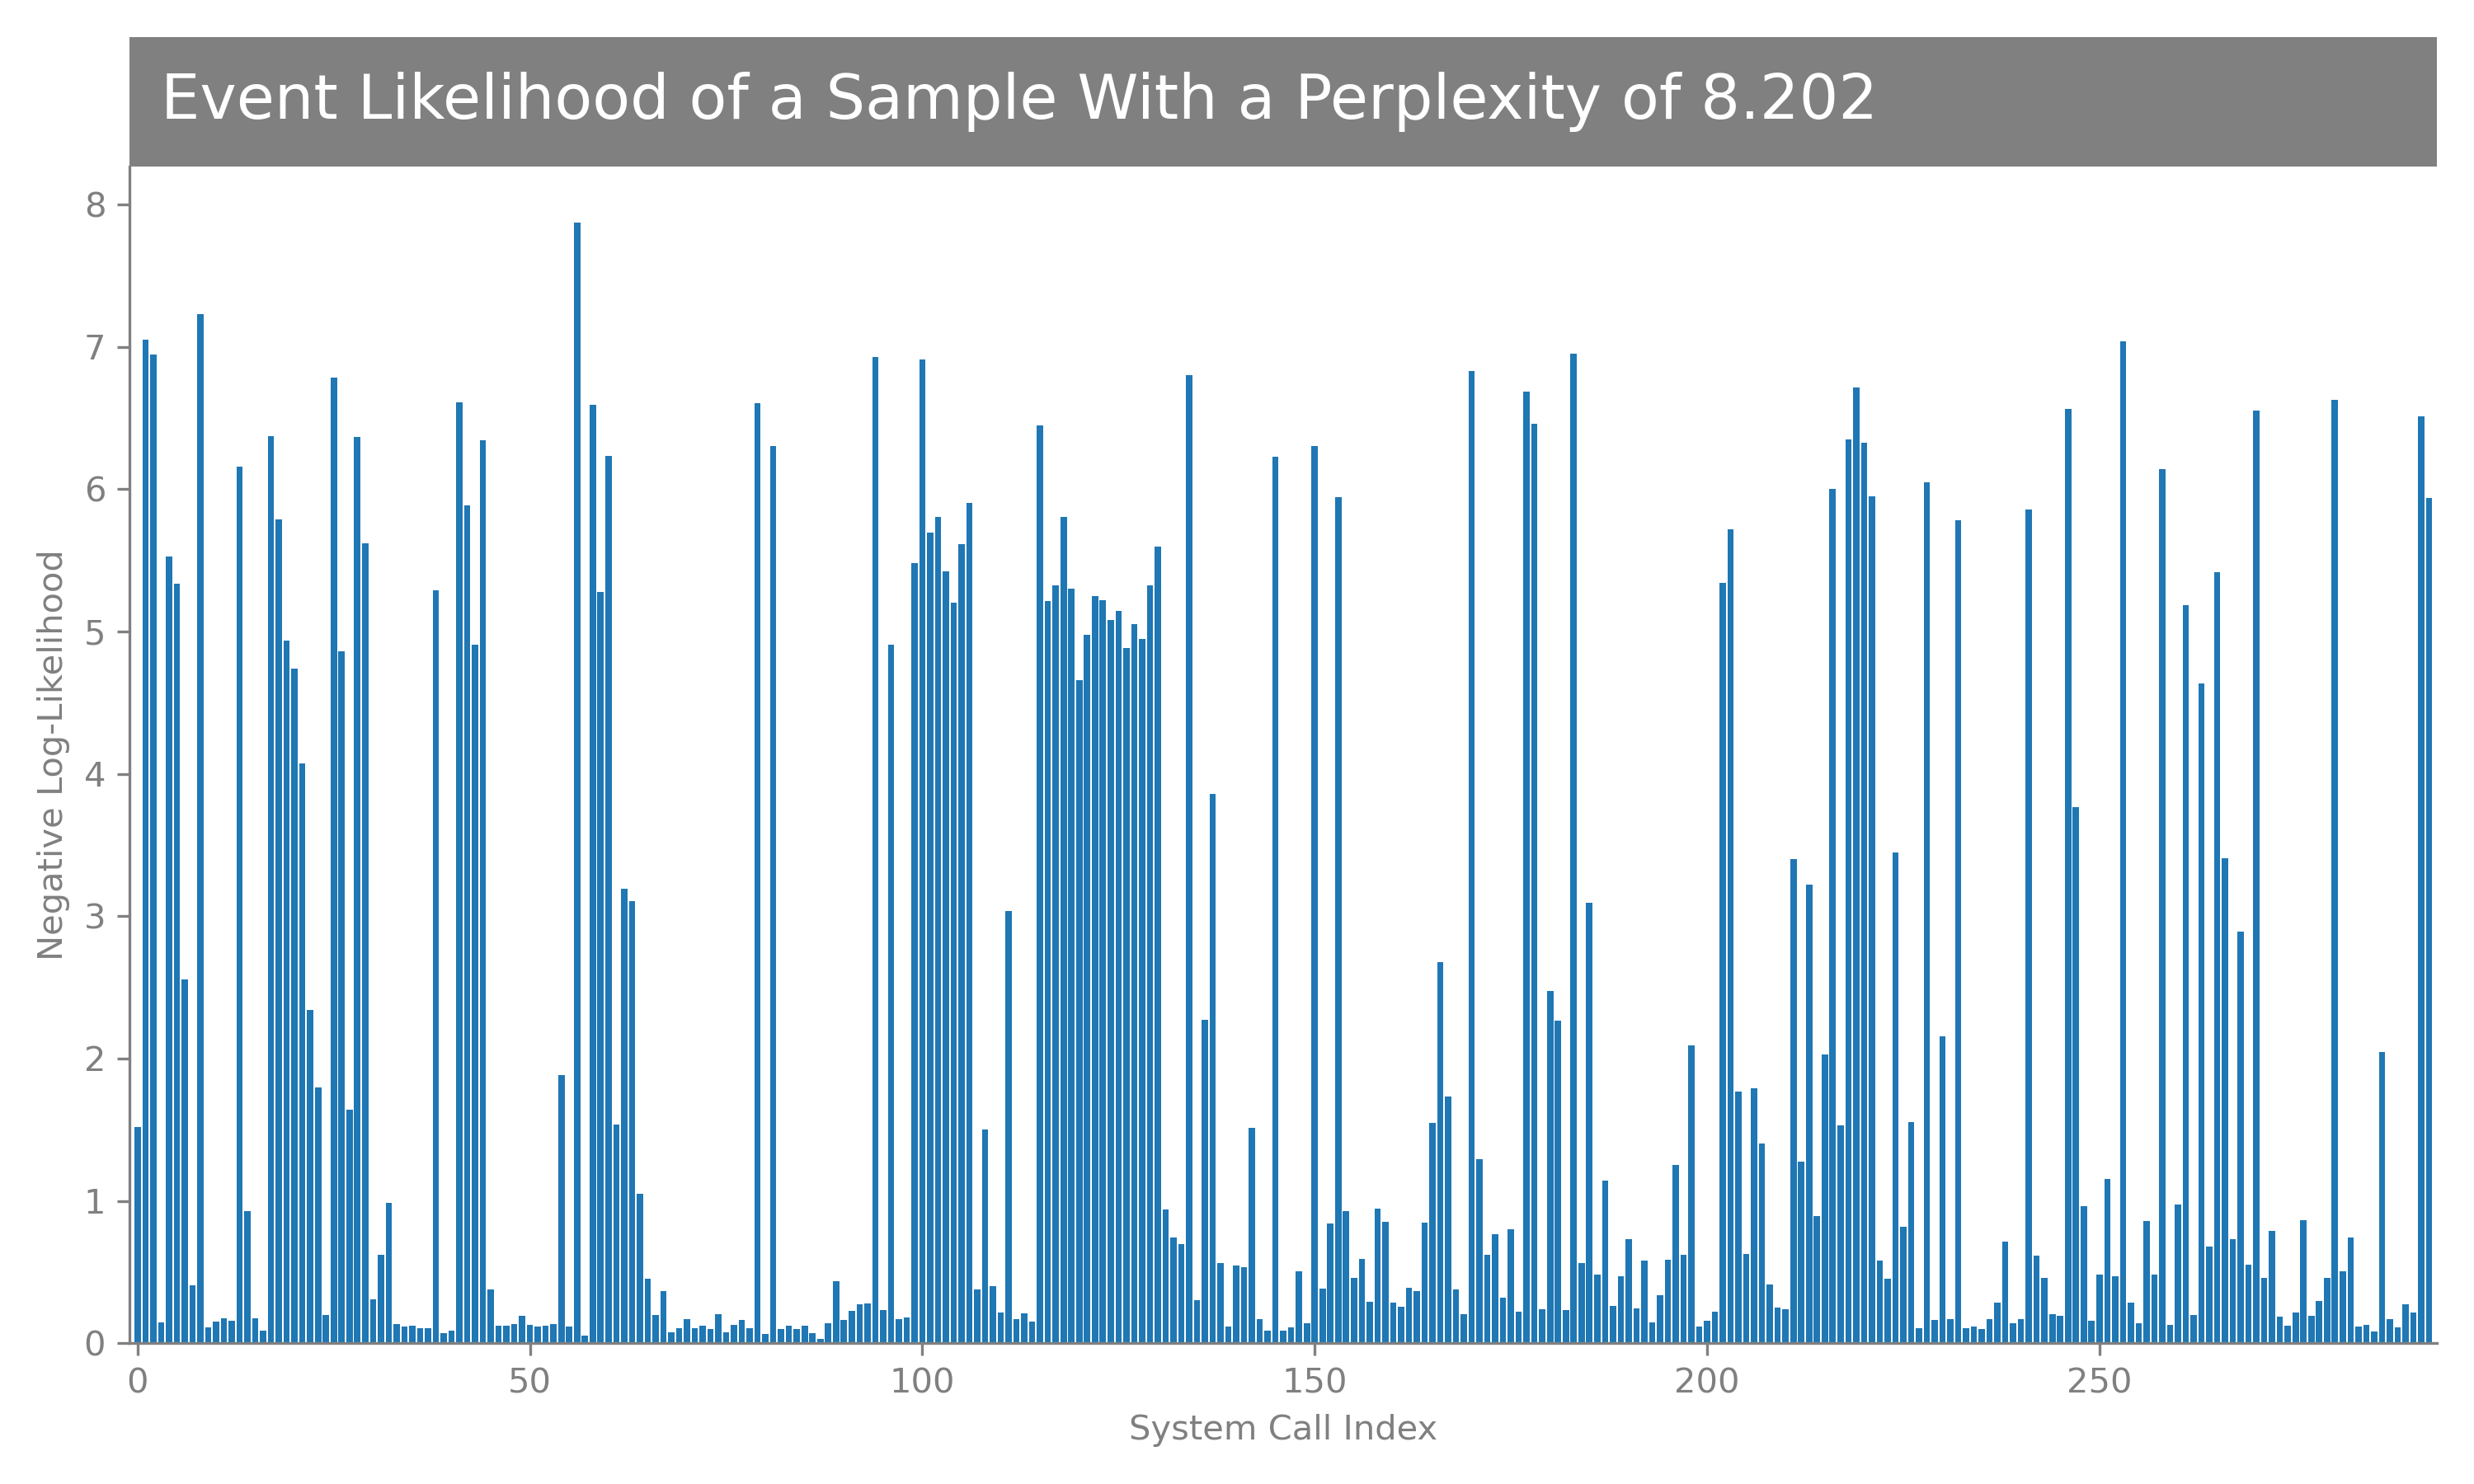 Event Likelihood of a Sample With a Perplexity of 8.202
8
7
6
5
4
3
2
1
0
Negative Log-Likelihood
0 50 100 150 200 250
System Call Index